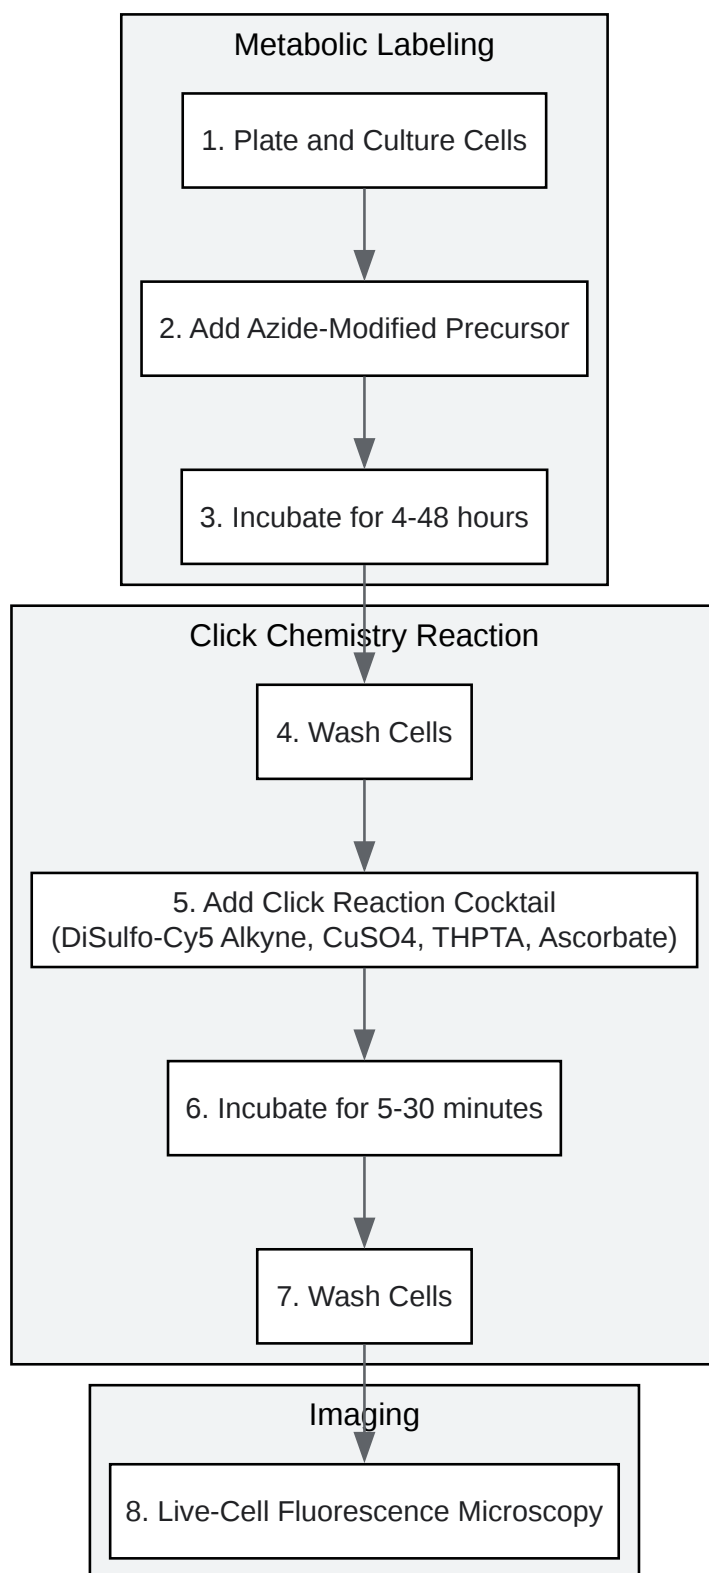 Metabolic Labeling
1. Plate and Culture Cells
2. Add Azide-Modified Precursor
3. Incubate for 4-48 hours
Click Chemistry Reaction
4. Wash Cells
5. Add Click Reaction Cocktail
(DiSulfo-Cy5 Alkyne, CuSO4, THPTA, Ascorbate)
6. Incubate for 5-30 minutes
7. Wash Cells
Imaging
8. Live-Cell Fluorescence Microscopy